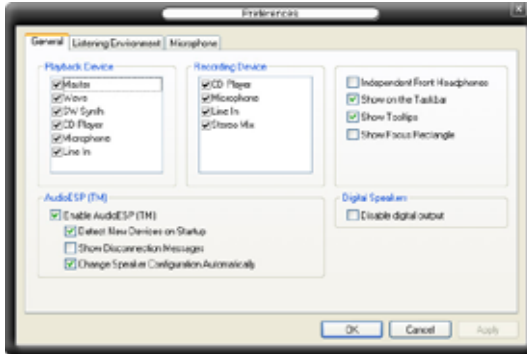 Preferences
General
Listering Environment
Microphone
Playback Device
Master
Wave
SW Synth
CD Player
Microphone
Line In
Recording Device
CD Player
Microphone
Line In
Stereo Mix
Independent Front Headphones
Show on the Taskbar
Show Tooltips
Show Focus Rectangle
AudioESP (TM)
Enable AudioESP (TM)
Detect New Devices on Startup
Show Disconnection Messages
Change Speaker Configuration Automatically
Digital Speakers
Disable digital output
OK
Cancel
Apply